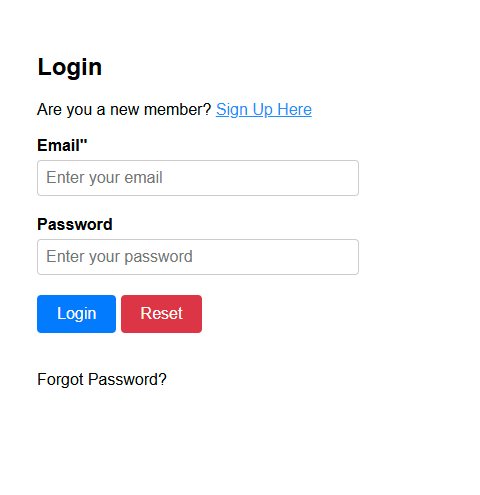 Login
Are you a new member? Sign Up Here
Email"
Enter your email
Password
Enter your password
Login Reset
Forgot Password?